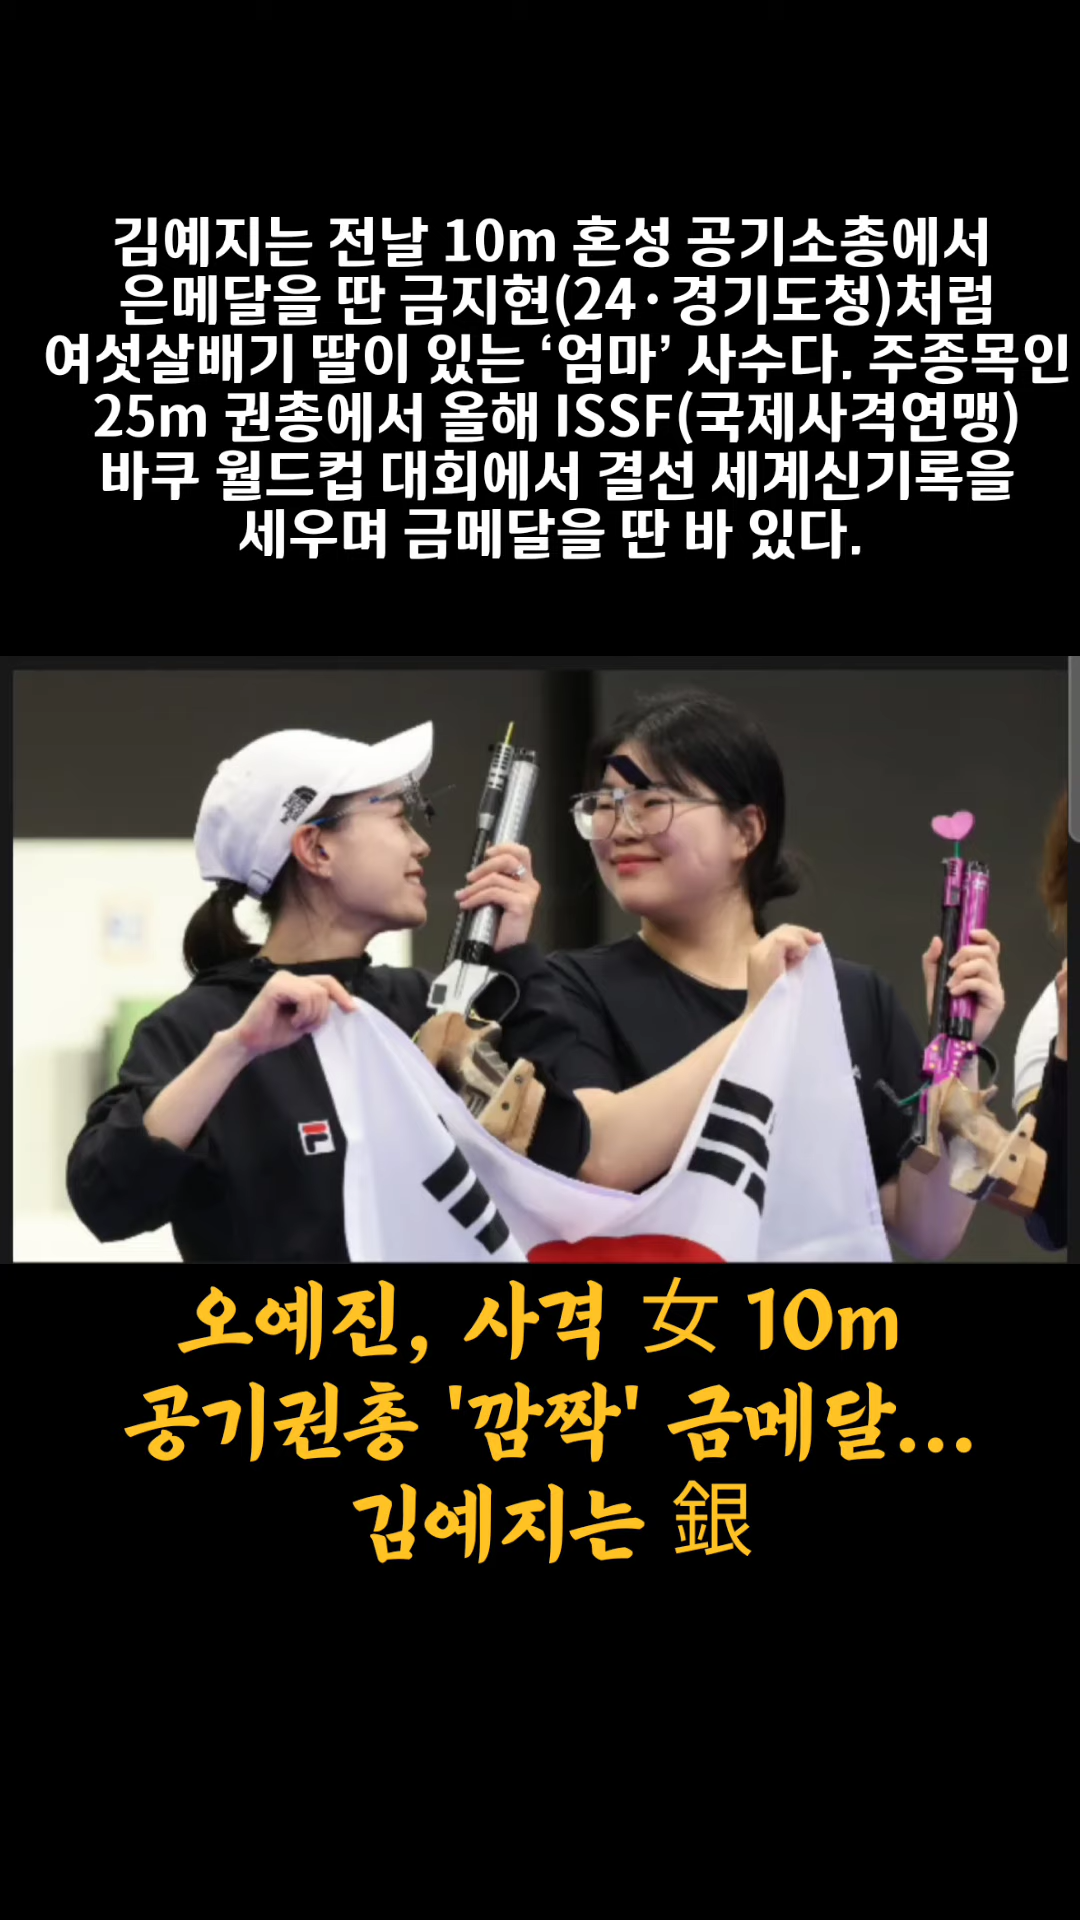 김예지는 전날 10m 혼성 공기소총에서
은메달을 딴 금지현(24·경기도청)처럼
여섯살배기 딸이 있는 ‘엄마’ 사수다. 주종목인
25m 권총에서 올해 ISSF(국제사격연맹)
바쿠 월드컵 대회에서 결선 세계신기록을
세우며 금메달을 딴 바 있다.
오예진, 사격 女 10m
공기권총 '깜짝' 금메달...
김예지는 銀